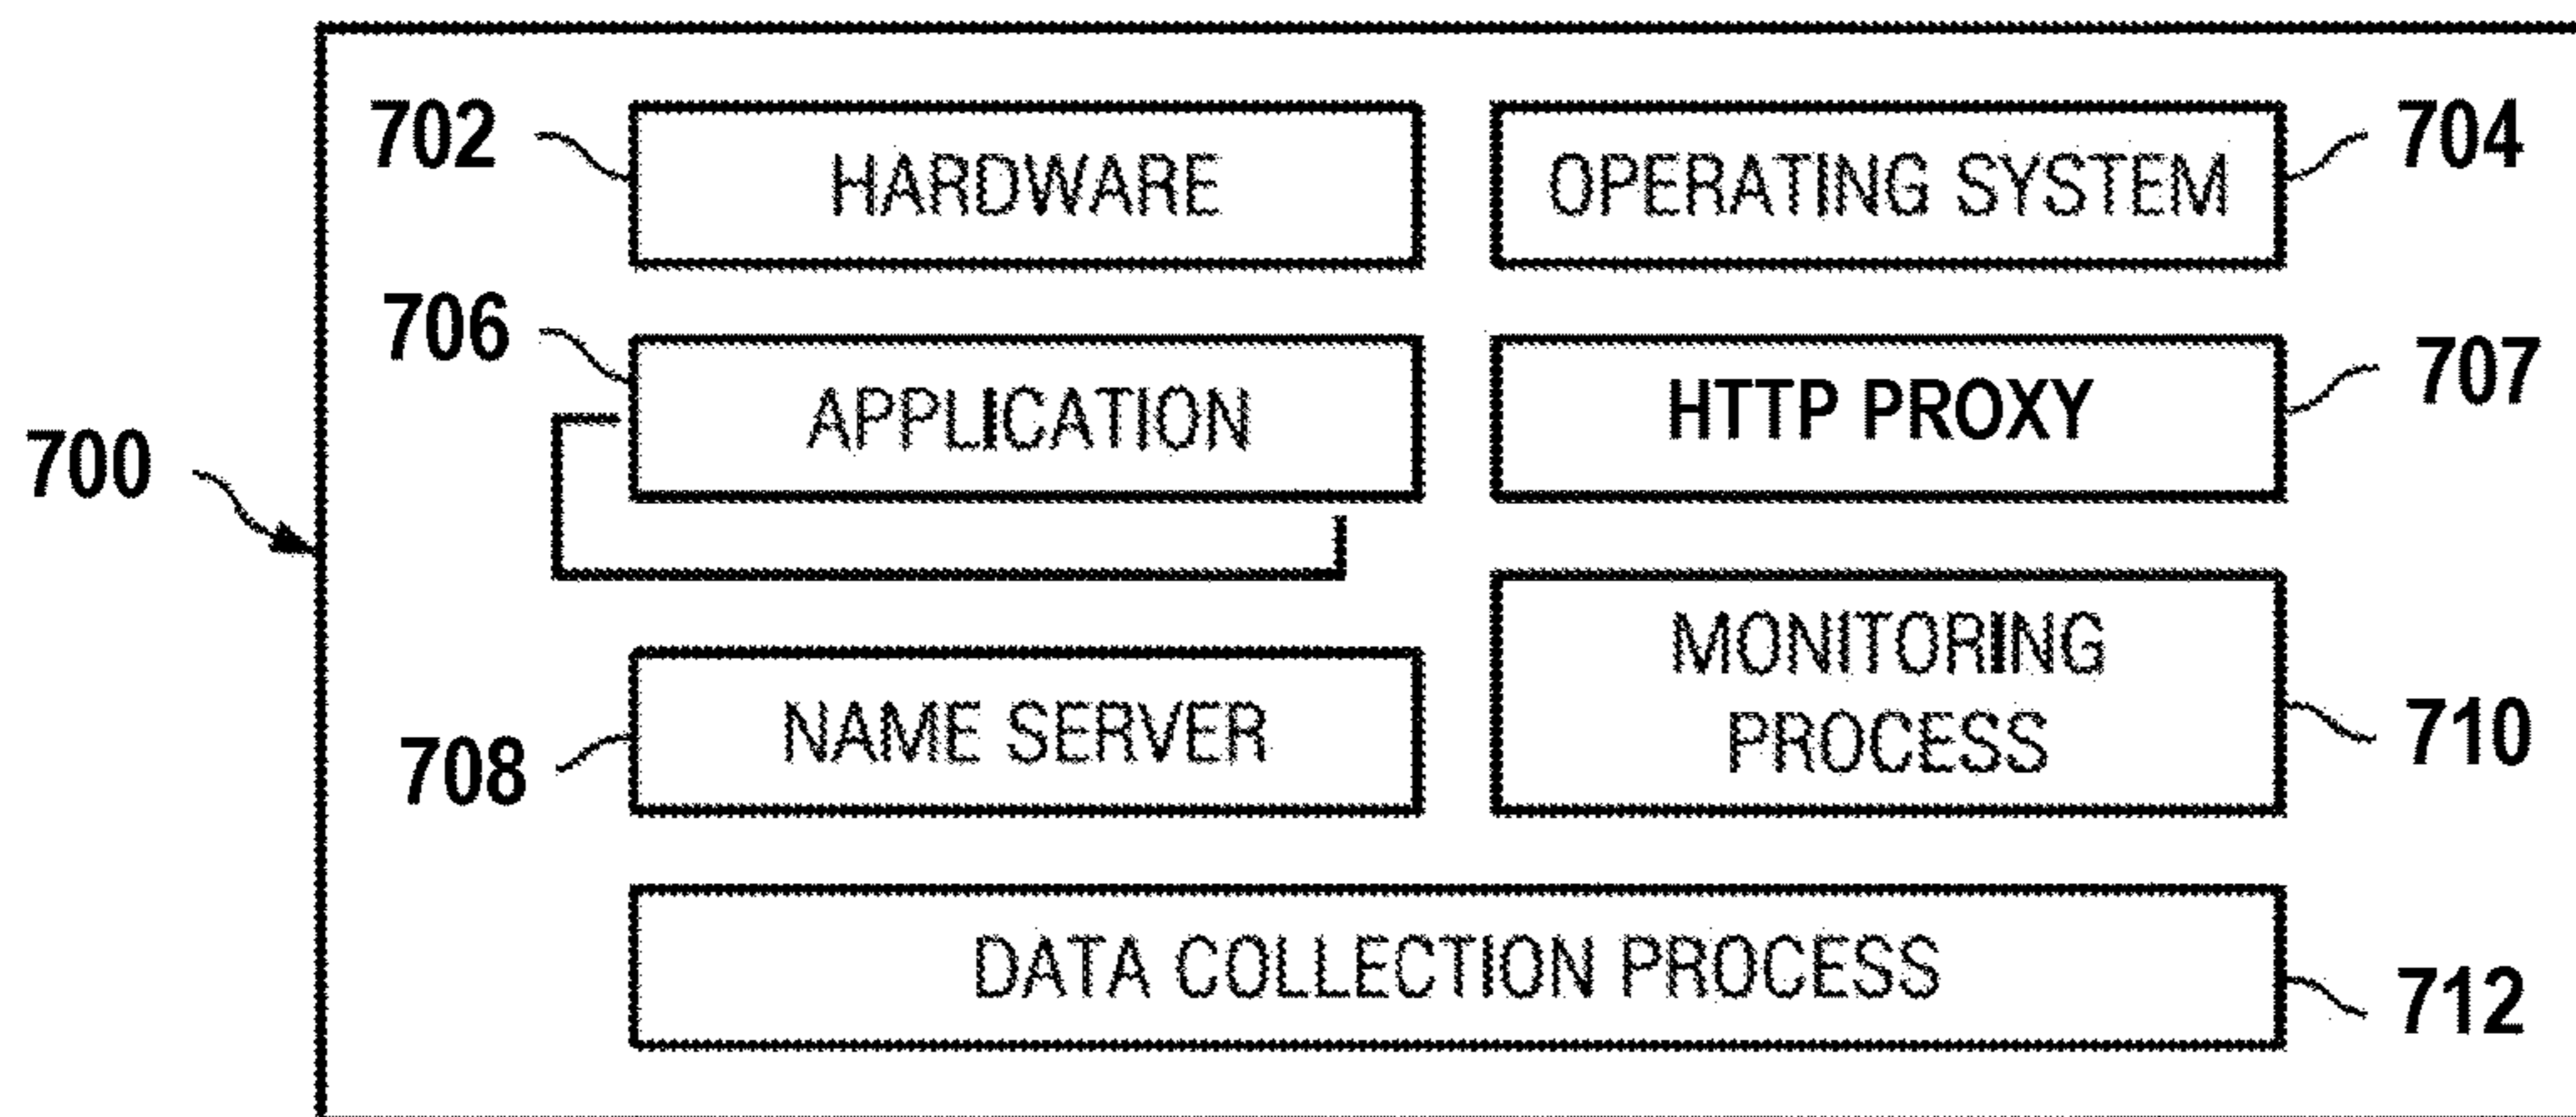 702 HARDWARE OPERATING SYSTEM 704
706 APPLICATION HTTP PROXY 707
700
MONITORING
PROCESS 710
708 NAME SERVER
DATA COLLECTION PROCESS 712